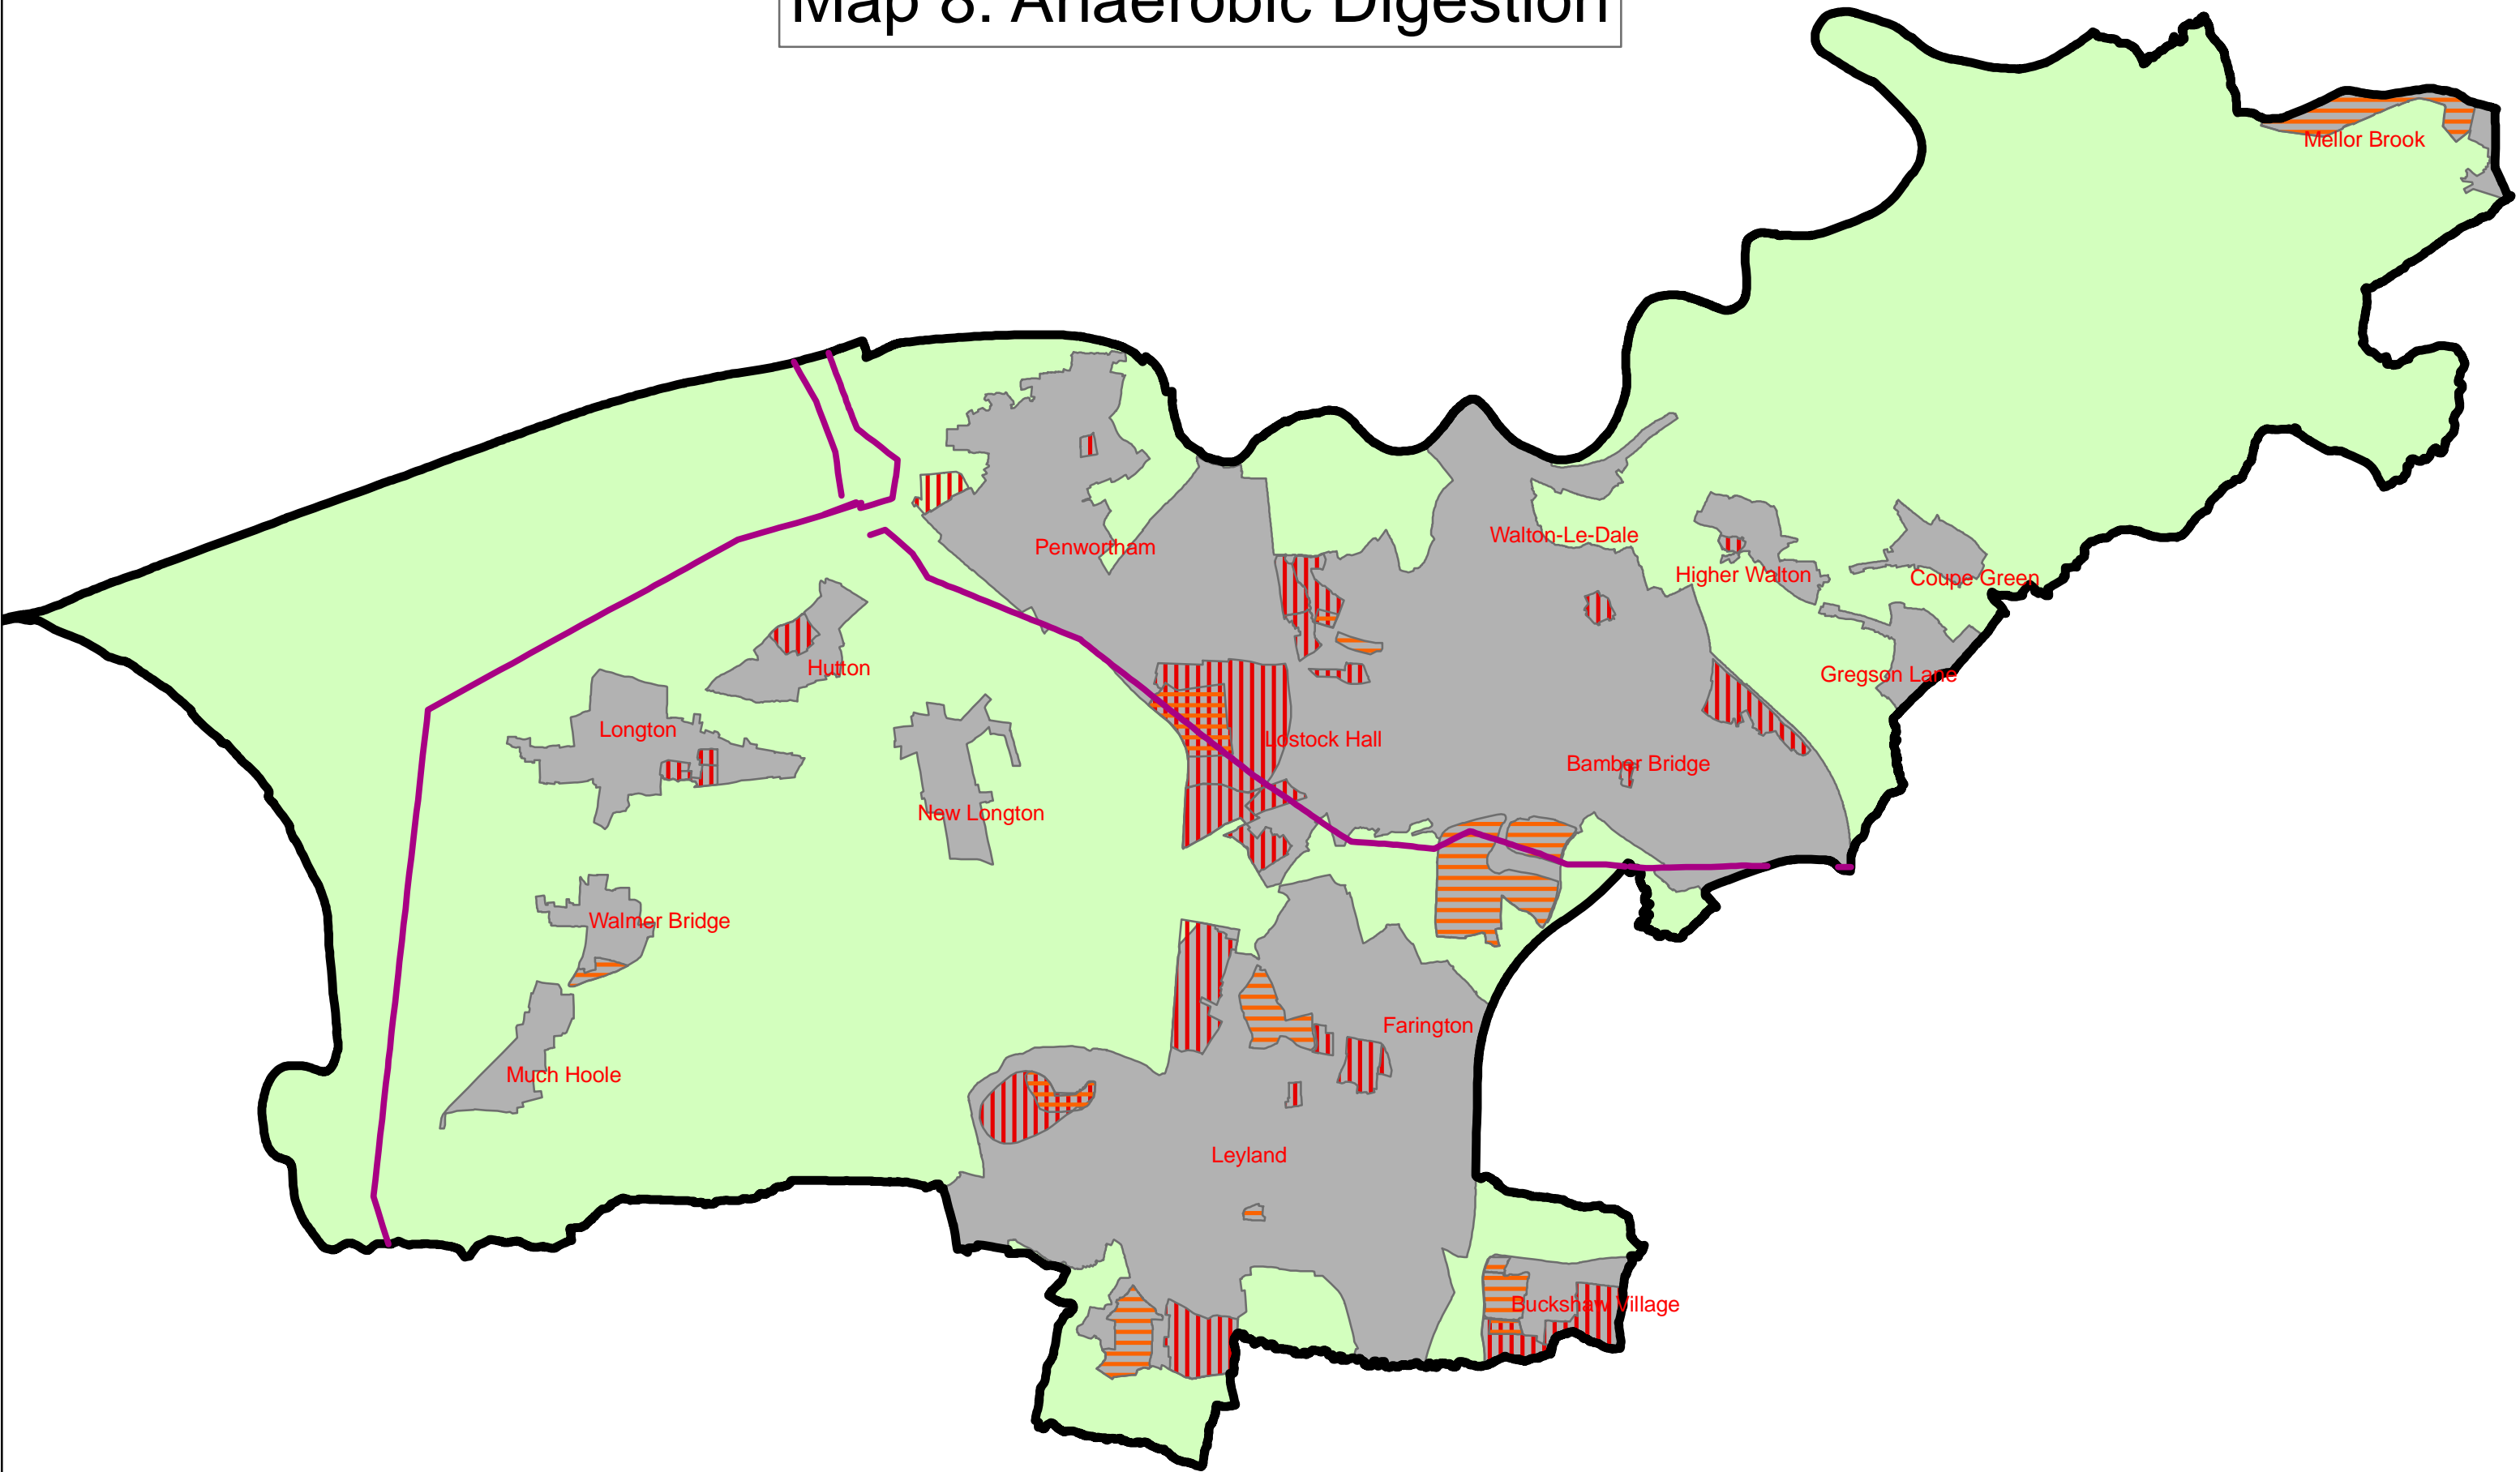 Map 8: Anaerobic Digestion
Mellor Brook
Penwortham
Walton-Le-Dale
Higher Walton
Coupe Green
Hutton
Gregson Lane
Longton
Lostock Hall
Bamber Bridge
New Longton
Walmer Bridge
Farington
Much Hoole
Leyland
Buckshaw Village